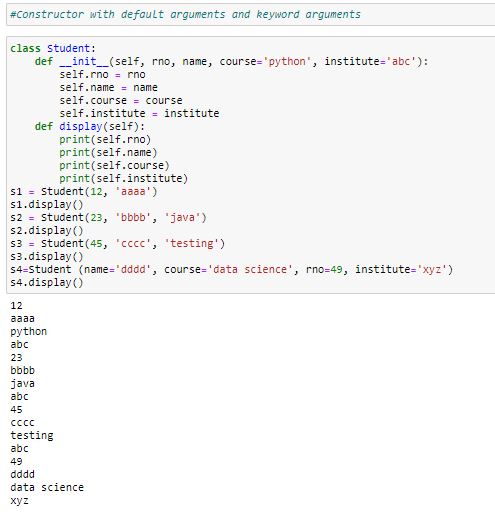 #Constructor with default arguments and keyword arguments
class Student:
    def __init__(self, rno, name, course='python', institute='abc'):
        self.rno = rno
        self.name = name
        self.course = course
        self.institute = institute
    def display(self):
        print(self.rno)
        print(self.name)
        print(self.course)
        print(self.institute)
s1 = Student(12, 'aaaa')
s1.display()
s2 = Student(23, 'bbbb', 'java')
s2.display()
s3 = Student(45, 'cccc', 'testing')
s3.display()
s4=Student (name='dddd', course='data science', rno=49, institute='xyz')
s4.display()
12
aaaa
python
abc
23
bbbb
java
abc
45
cccc
testing
abc
49
dddd
data science
xyz